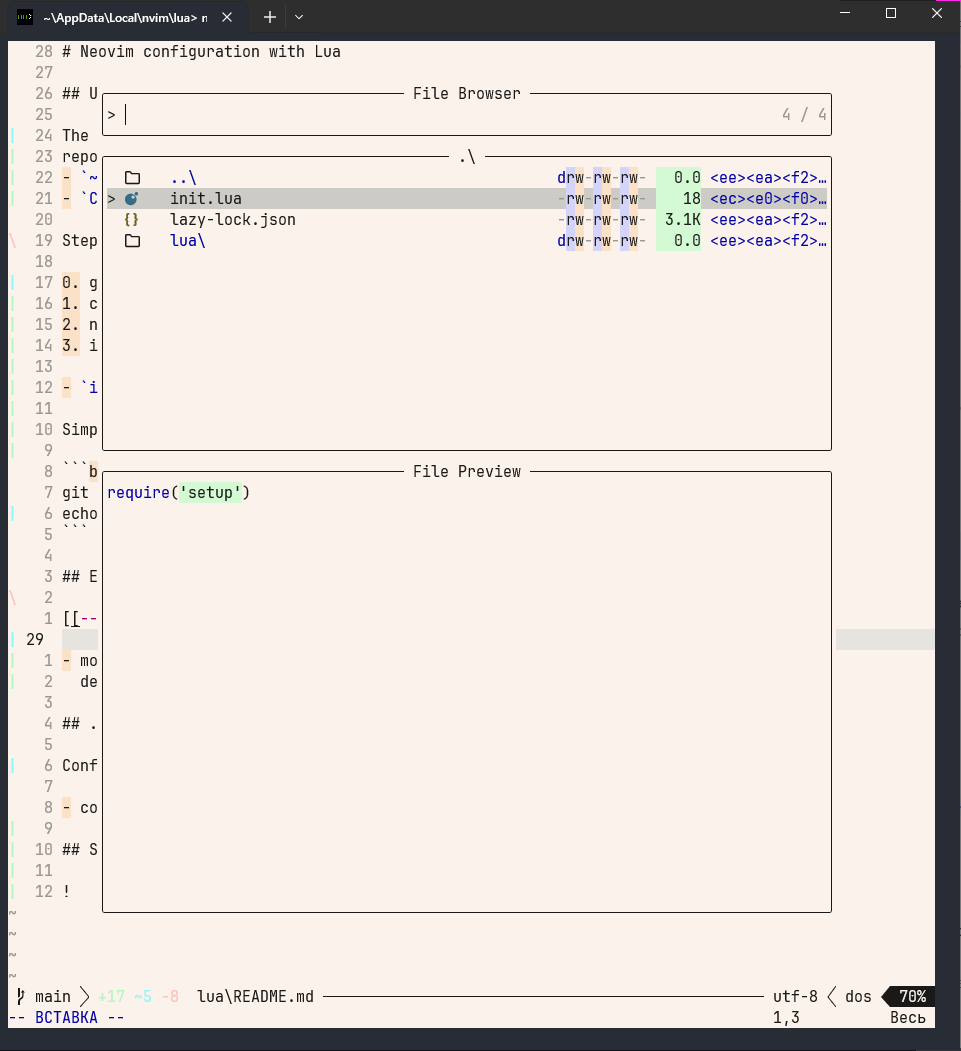 ~\AppData\Local\nvim\lua> n
28 # Neovim configuration with Lua
27
26 ## U
File Browser
25
> 4 / 4
24 The
23 repo
.\
22 - `~
..\ drw-rw-rw- 0.0 <ee><ea><f2>…
21 - `C
> init.lua -rw-rw-rw- 18 <ec><e0><f0>…
20
lazy-lock.json -rw-rw-rw- 3.1K <ee><ea><f2>…
19 Step
lua\ drw-rw-rw- 0.0 <ee><ea><f2>…
18
17 0. g
16 1. c
15 2. n
14 3. i
13
12 - `i
11
10 Simp
9
8 ```b
File Preview
7 git
require('setup')
6 echo
5 ```
4
3 ## E
2
1 [[--
29
1 - mo
2 de
3
4 ## .
5
6 Conf
7
8 - co
9
10 ## S
11
12 !
~
~
~
~
main +17 ~5 -8 lua\README.md utf-8 dos 70%
-- ВСТАВКА -- 1,3 Весь